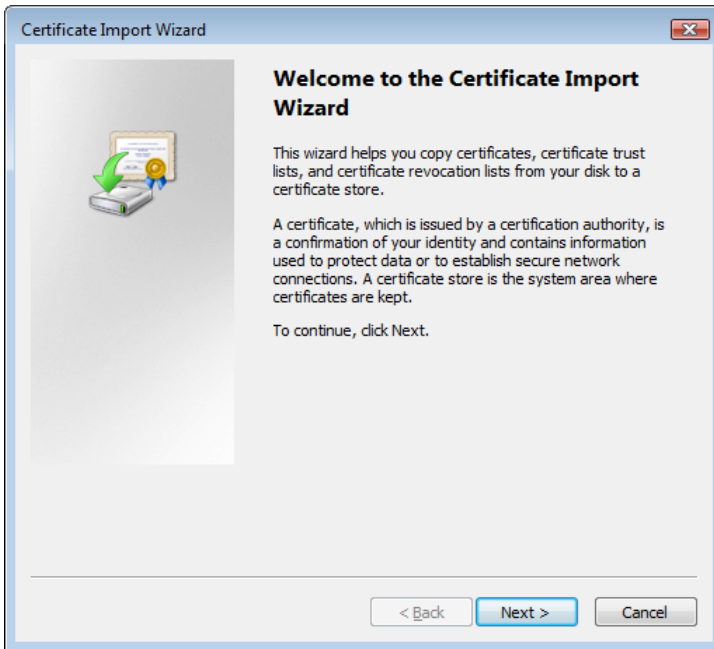 Certificate Import Wizard
Welcome to the Certificate Import
Wizard
This wizard helps you copy certificates, certificate trust
lists, and certificate revocation lists from your disk to a
certificate store.
A certificate, which is issued by a certification authority, is
a confirmation of your identity and contains information
used to protect data or to establish secure network
connections. A certificate store is the system area where
certificates are kept.
To continue, click Next.
< Back
Next >
Cancel